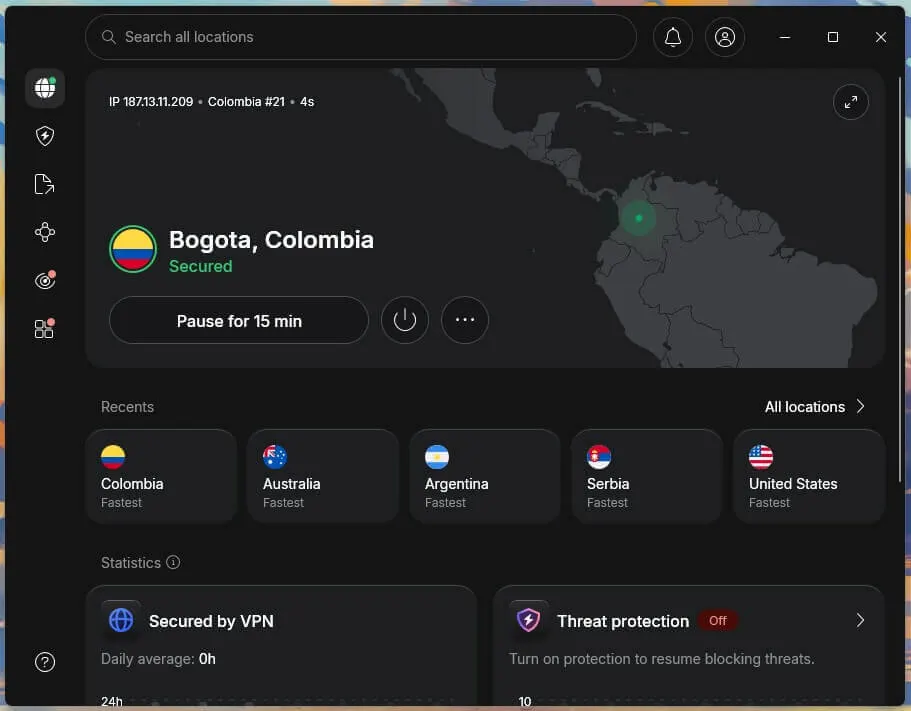 Search all locations
IP 187.13.11.209 • Colombia #21 • 4s
Bogota, Colombia
Secured
Pause for 15 min
Recents
All locations
Colombia
Fastest
Australia
Fastest
Argentina
Fastest
Serbia
Fastest
United States
Fastest
Statistics
Secured by VPN
Daily average: 0h
24h
Threat protection Off
Turn on protection to resume blocking threats.
10